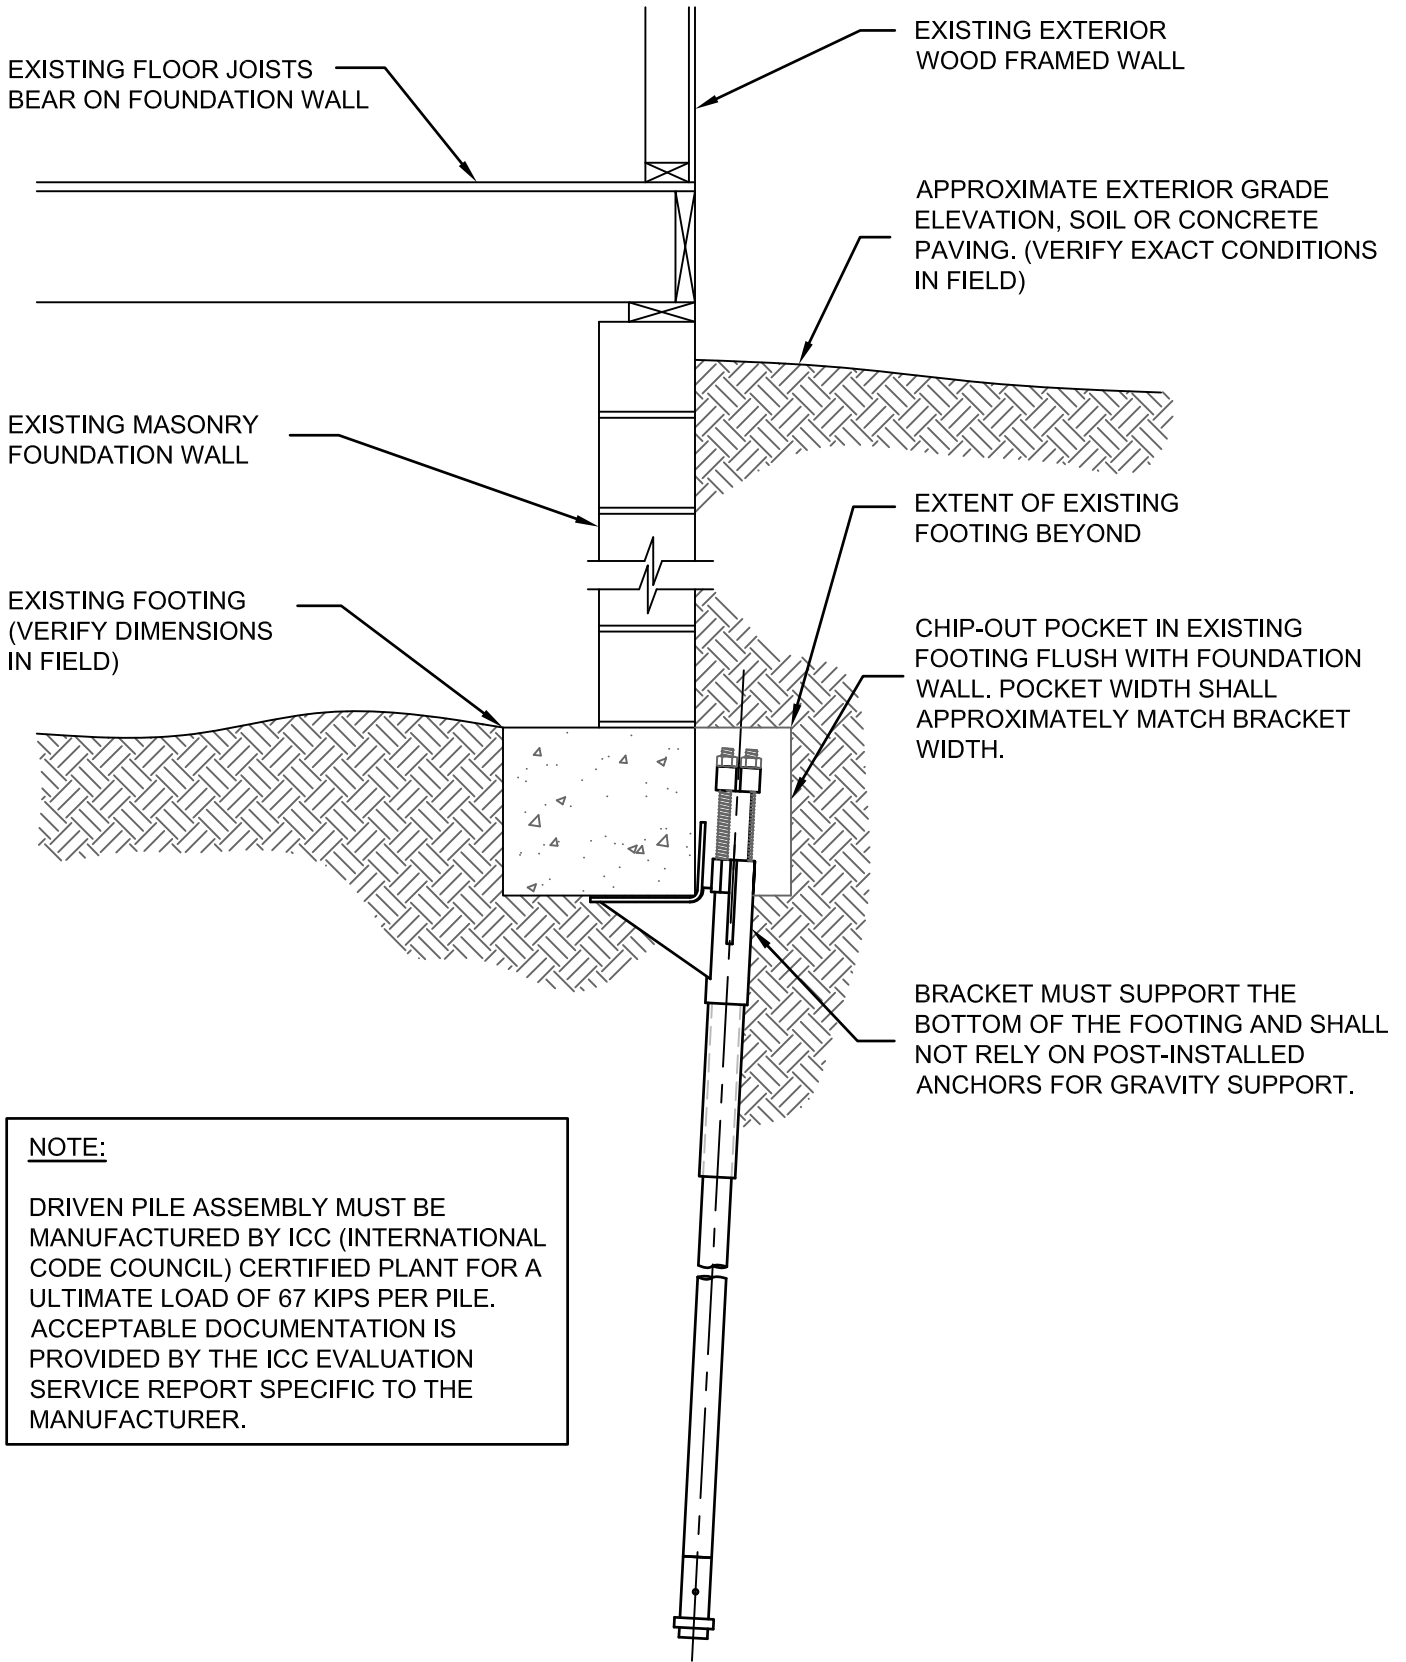 EXISTING FLOOR JOISTS
BEAR ON FOUNDATION WALL
EXISTING EXTERIOR
WOOD FRAMED WALL
APPROXIMATE EXTERIOR GRADE
ELEVATION, SOIL OR CONCRETE
PAVING. (VERIFY EXACT CONDITIONS
IN FIELD)
EXISTING MASONRY
FOUNDATION WALL
EXTENT OF EXISTING
FOOTING BEYOND
EXISTING FOOTING
(VERIFY DIMENSIONS
IN FIELD)
CHIP-OUT POCKET IN EXISTING
FOOTING FLUSH WITH FOUNDATION
WALL. POCKET WIDTH SHALL
APPROXIMATELY MATCH BRACKET
WIDTH.
BRACKET MUST SUPPORT THE
BOTTOM OF THE FOOTING AND SHALL
NOT RELY ON POST-INSTALLED
ANCHORS FOR GRAVITY SUPPORT.
NOTE:
DRIVEN PILE ASSEMBLY MUST BE
MANUFACTURED BY ICC (INTERNATIONAL
CODE COUNCIL) CERTIFIED PLANT FOR A
ULTIMATE LOAD OF 67 KIPS PER PILE.
ACCEPTABLE DOCUMENTATION IS
PROVIDED BY THE ICC EVALUATION
SERVICE REPORT SPECIFIC TO THE
MANUFACTURER.